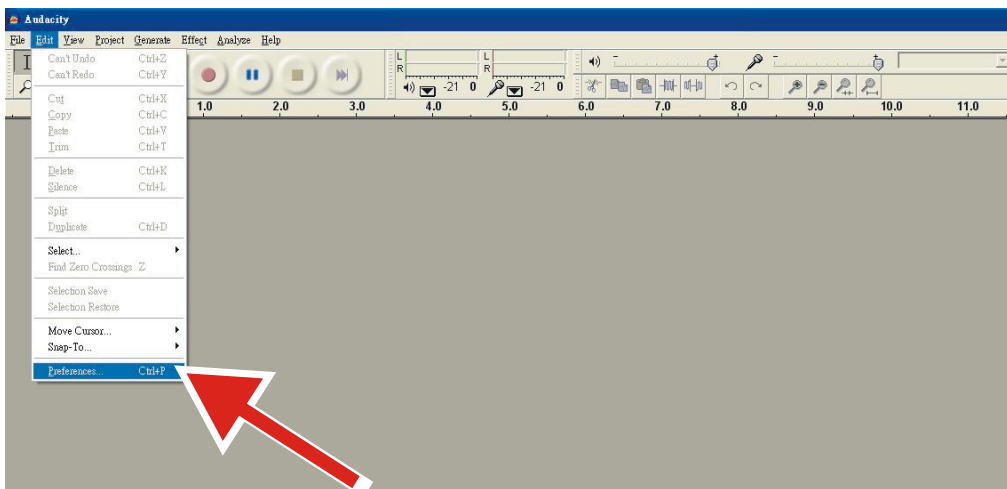 Audacity
File Edit View Project Generate Effect Analyze Help
Can't Undo Ctrl+Z
Can't Redo Ctrl+Y
Cut Ctrl+X
Copy Ctrl+C
Paste Ctrl+V
Trim Ctrl+T
Delete Ctrl+K
Silence Ctrl+L
Split
Duplicate Ctrl+D
Select...
Find Zero Crossings Z
Selection Save
Selection Restore
Move Cursor...
Snap-To...
Preferences... Ctrl+P
L L
R R
-21 0 -21 0
1.0 2.0 3.0 4.0 5.0 6.0 7.0 8.0 9.0 10.0 11.0